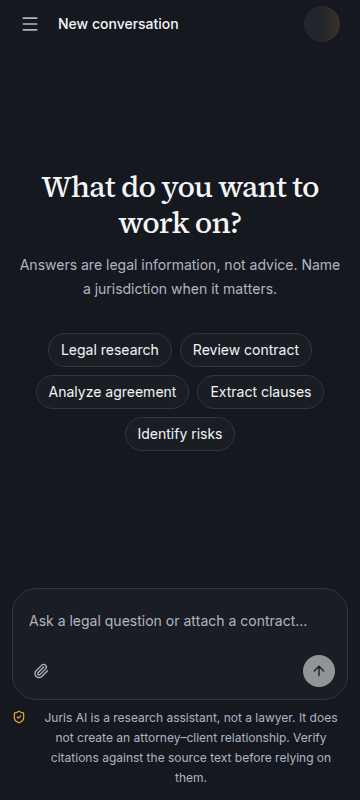 New conversation
What do you want to
work on?
Answers are legal information, not advice. Name
a jurisdiction when it matters.
Legal research
Review contract
Analyze agreement
Extract clauses
Identify risks
Ask a legal question or attach a contract...
Juris AI is a research assistant, not a lawyer. It does
not create an attorney–client relationship. Verify
citations against the source text before relying on
them.